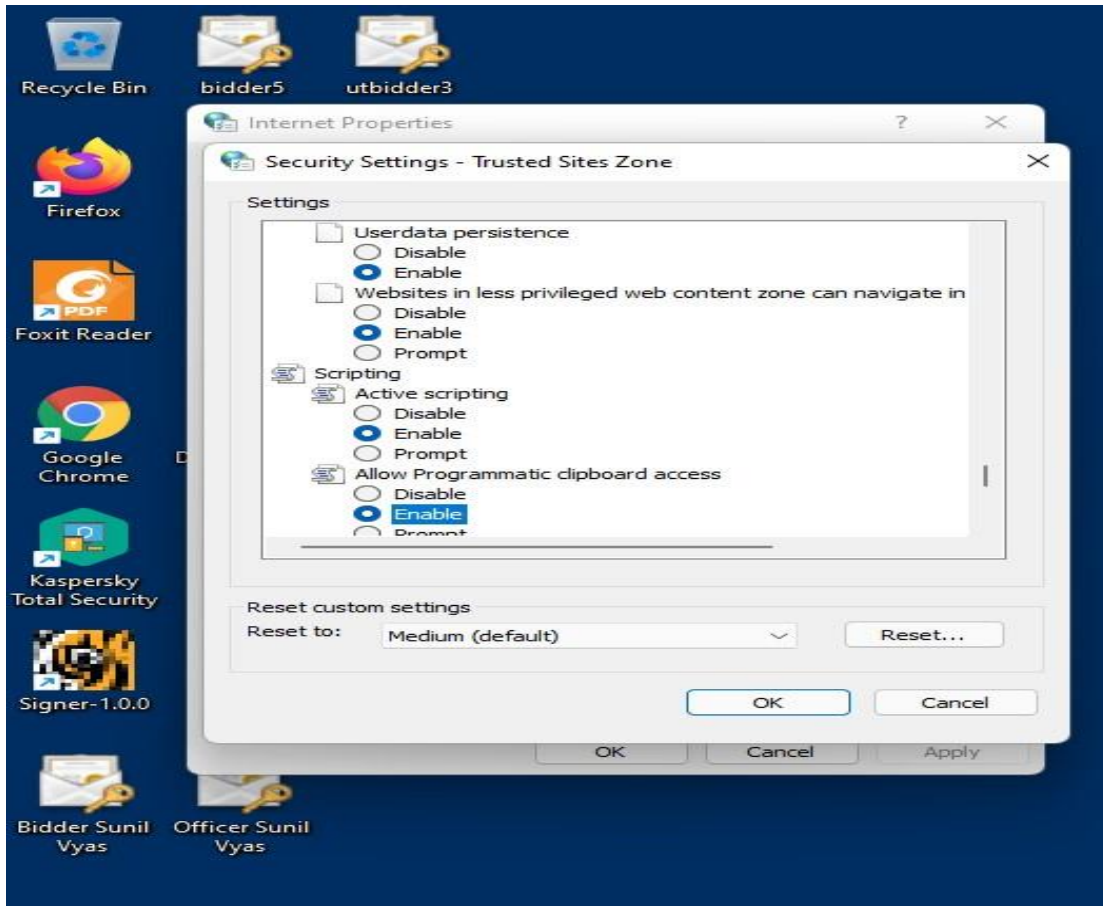 Recycle Bin
bidder5
utbidder3
Internet Properties
?
Security Settings - Trusted Sites Zone
Firefox
Settings
Userdata persistence
Disable
Enable
Websites in less privileged web content zone can navigate in
Disable
Enable
Prompt
PDF
Foxit Reader
Scripting
Active scripting
Disable
Enable
Prompt
Google
Chrome
D
Allow Programmatic clipboard access
Disable
Enable
Prompt
Kaspersky
Total Security
Reset custom settings
Reset to:
Medium (default)
Reset...
Signer-1.0.0
OK
Cancel
OK
Cancel
Apply
Bidder Sunil
Vyas
Officer Sunil
Vyas